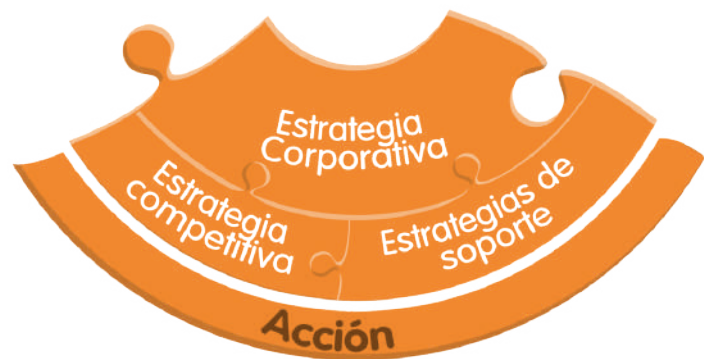 Estrategia
Corporativa
Estrategia
competitiva
Estrategias de
soporte
Acción